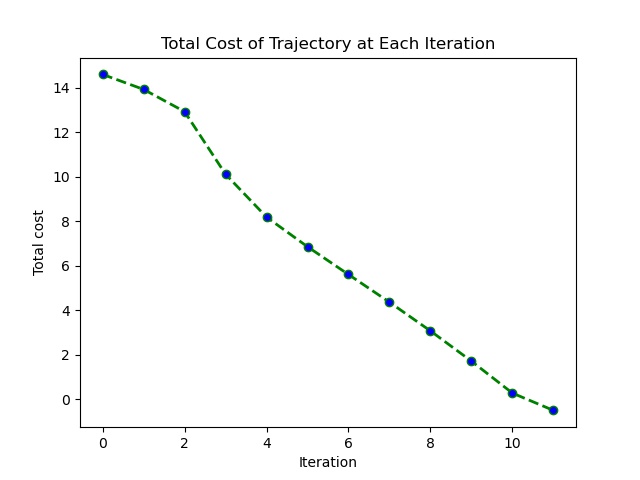 Total Cost of Trajectory at Each Iteration
14
12
10
8
6
4
2
0
Total cost
0 2 4 6 8 10
Iteration